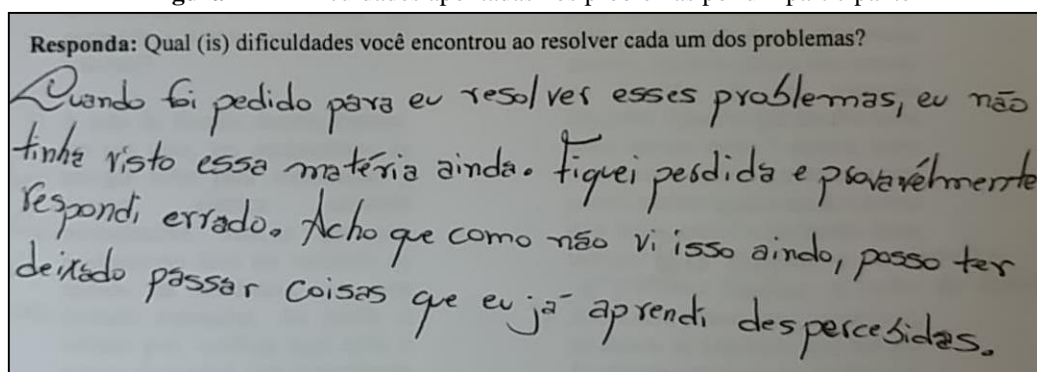 Responda: Qual (is) dificuldades você encontrou ao resolver cada um dos problemas?
Quando foi pedido para eu resolver esses problemas, eu não
tinha visto essa matéria ainda. Fiquei perdida e provavélmente
respondi errado. Acho que como não vi isso ainda, posso ter
deixado passar coisas que eu já aprendi despercebidas.